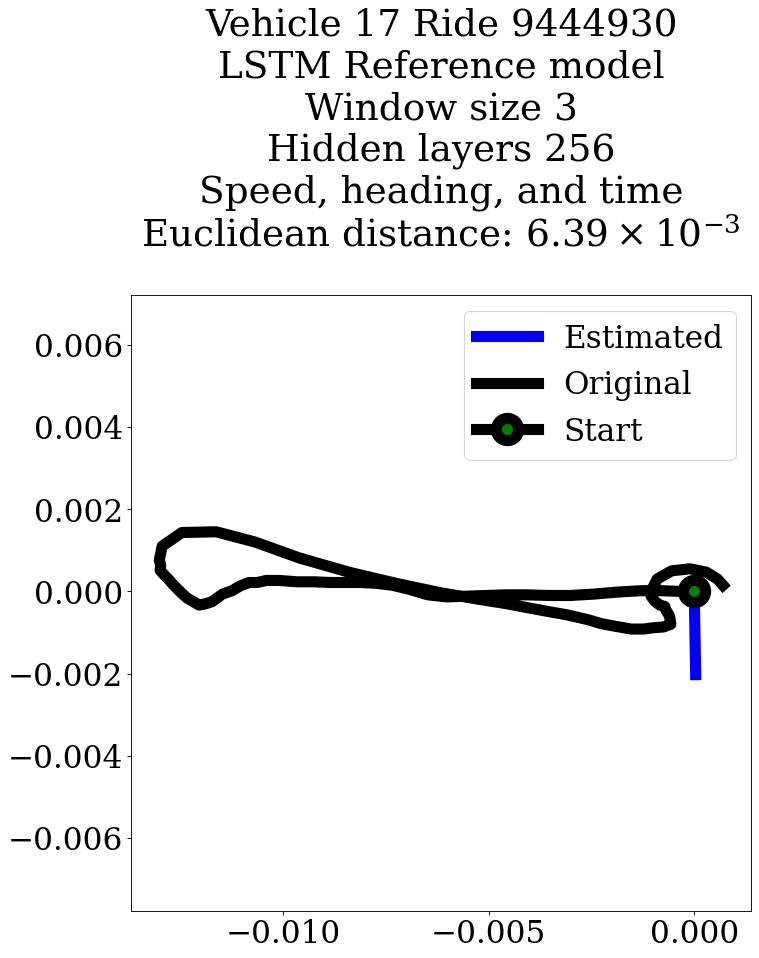 Vehicle 17 Ride 9444930
LSTM Reference model
Window size 3
Hidden layers 256
Speed, heading, and time
Euclidean distance: 6.39 × 10⁻³
Estimated
Original
Start
0.006
0.004
0.002
0.000
−0.002
−0.004
−0.006
−0.010
−0.005
0.000